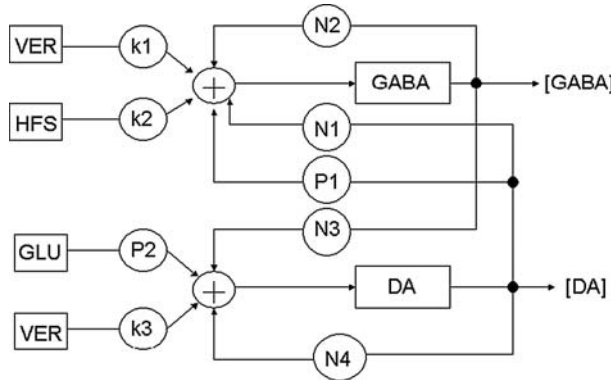 N2
VER
k1
+
GABA
[GABA]
HFS
k2
N1
P1
GLU
P2
N3
+
DA
[DA]
VER
k3
N4